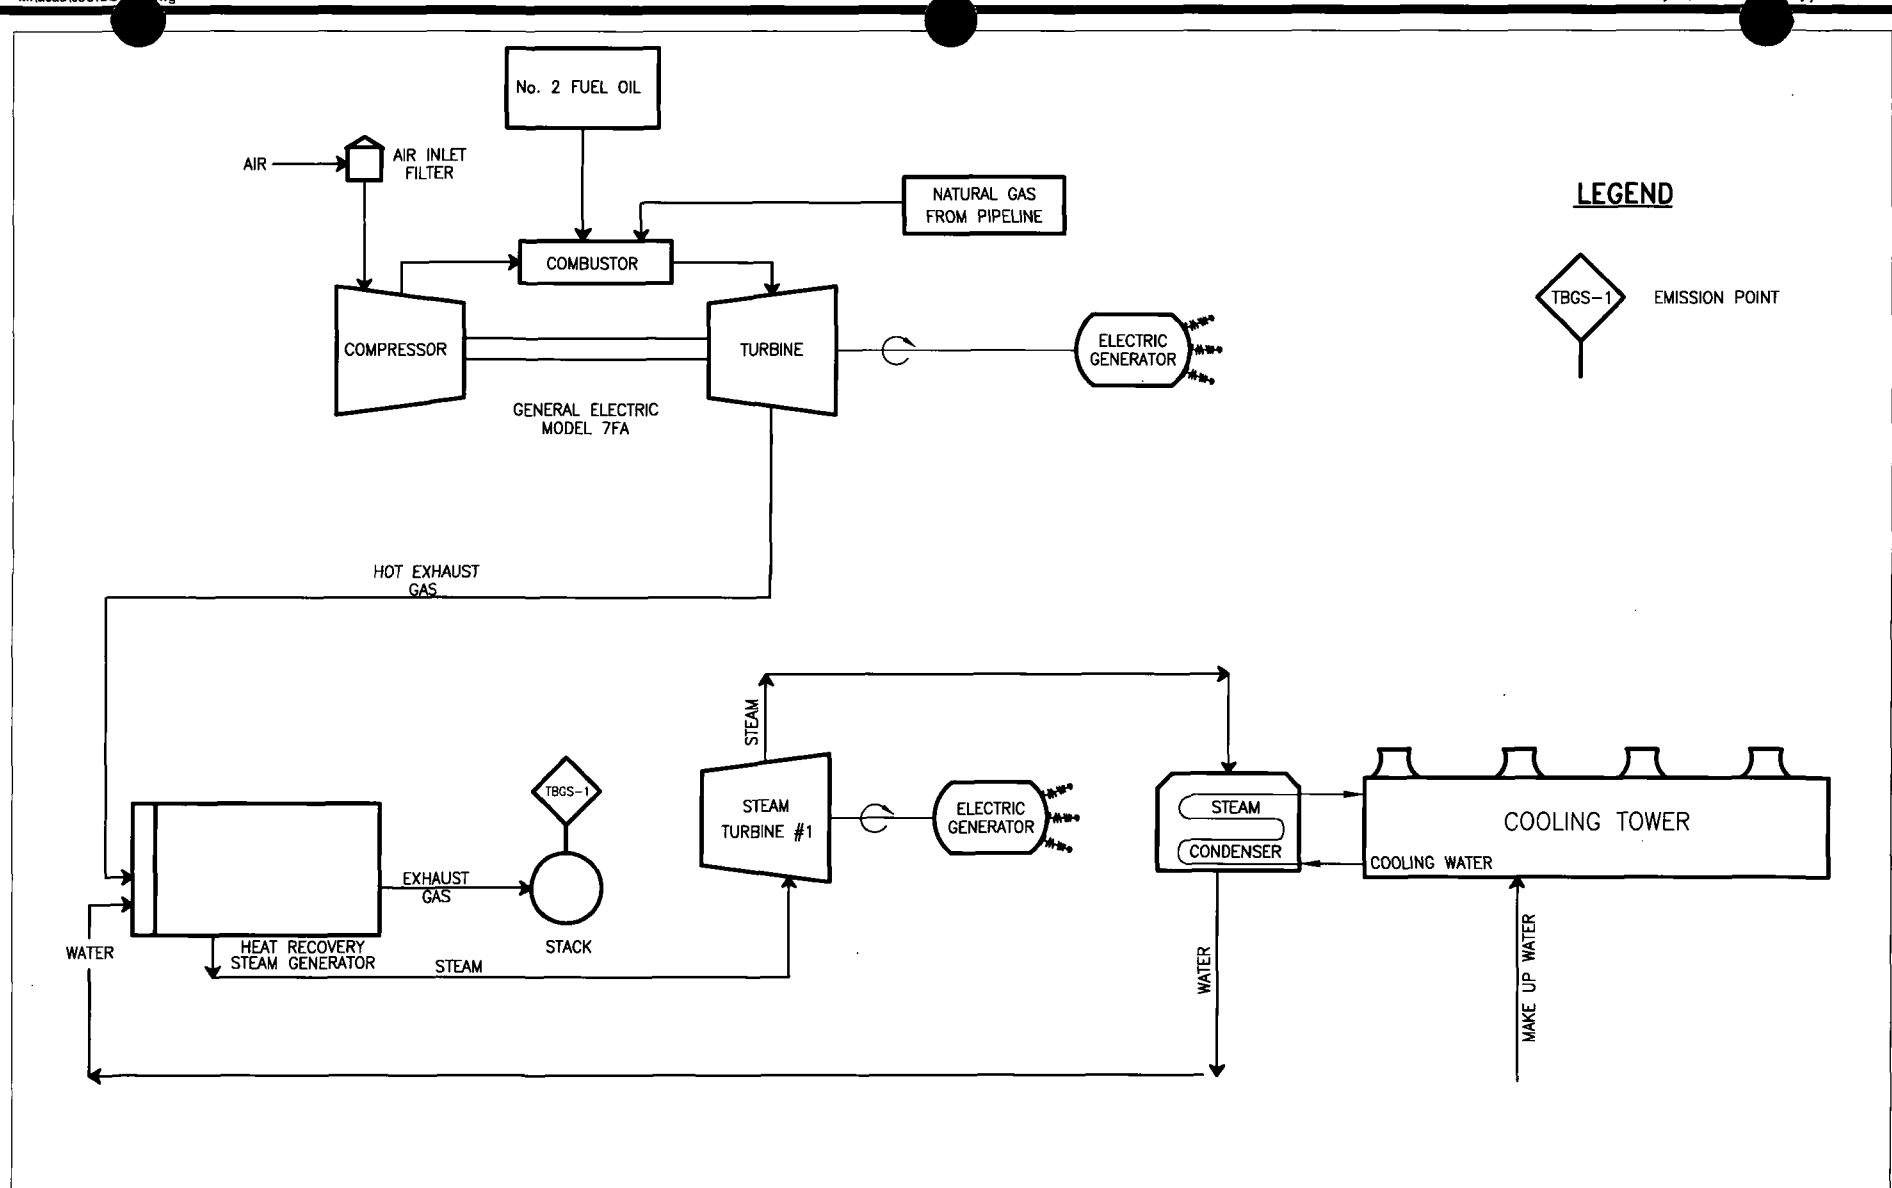 No. 2 FUEL OIL
AIR
AIR INLET
FILTER
NATURAL GAS
FROM PIPELINE
LEGEND
COMBUSTOR
TBGS-1
EMISSION POINT
COMPRESSOR
TURBINE
ELECTRIC
GENERATOR
GENERAL ELECTRIC
MODEL 7FA
HOT EXHAUST
GAS
STEAM
TBGS-1
STEAM
TURBINE #1
ELECTRIC
GENERATOR
STEAM
CONDENSER
COOLING TOWER
COOLING WATER
EXHAUST
GAS
STACK
WATER
HEAT RECOVERY
STEAM GENERATOR
STEAM
WATER
MAKE UP WATER